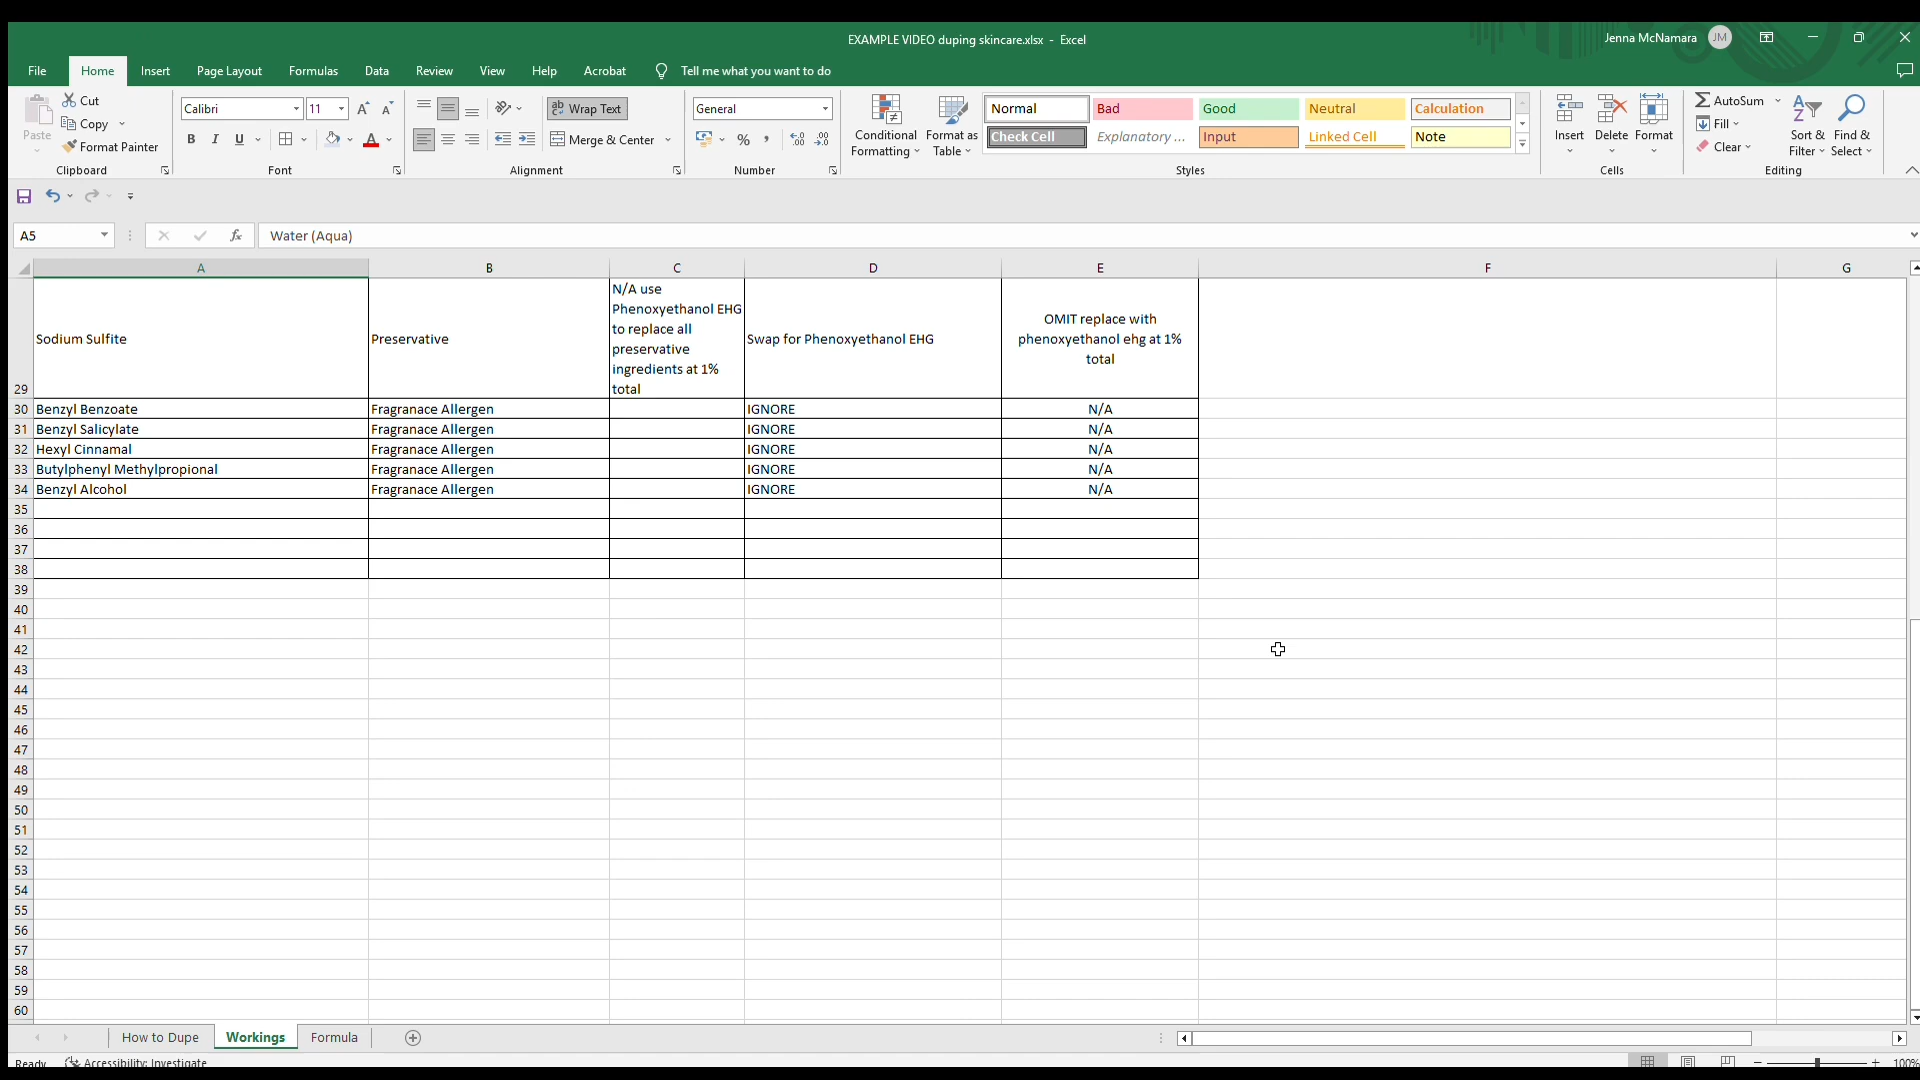 EXAMPLE VIDEO duping skincare.xlsx - Excel
Jenna McNamara JM
File Home Insert Page Layout Formulas Data Review View Help Acrobat Tell me what you want to do
Paste
Cut
Copy
Format Painter
Clipboard
Calibri 11
B I U
Font
Wrap Text
Merge & Center
Alignment
General
%
Number
Conditional Formatting
Format as Table
Normal Bad Good Neutral Calculation
Check Cell Explanatory ... Input Linked Cell Note
Styles
Insert Delete Format
Cells
AutoSum
Fill
Clear
Sort & Filter
Find & Select
Editing
A5 fx Water (Aqua)
A B C D E F G
29 Sodium Sulfite Preservative
N/A use
Phenoxyethanol EHG
to replace all
preservative
ingredients at 1%
total
Swap for Phenoxyethanol EHG
OMIT replace with
phenoxyethanol ehg at 1%
total
30 Benzyl Benzoate Fragranace Allergen IGNORE N/A
31 Benzyl Salicylate Fragranace Allergen IGNORE N/A
32 Hexyl Cinnamal Fragranace Allergen IGNORE N/A
33 Butylphenyl Methylpropional Fragranace Allergen IGNORE N/A
34 Benzyl Alcohol Fragranace Allergen IGNORE N/A
35
36
37
38
39
40
41
42
43
44
45
46
47
48
49
50
51
52
53
54
55
56
57
58
59
60
How to Dupe Workings Formula
Ready Accessibility: Investigate 100%